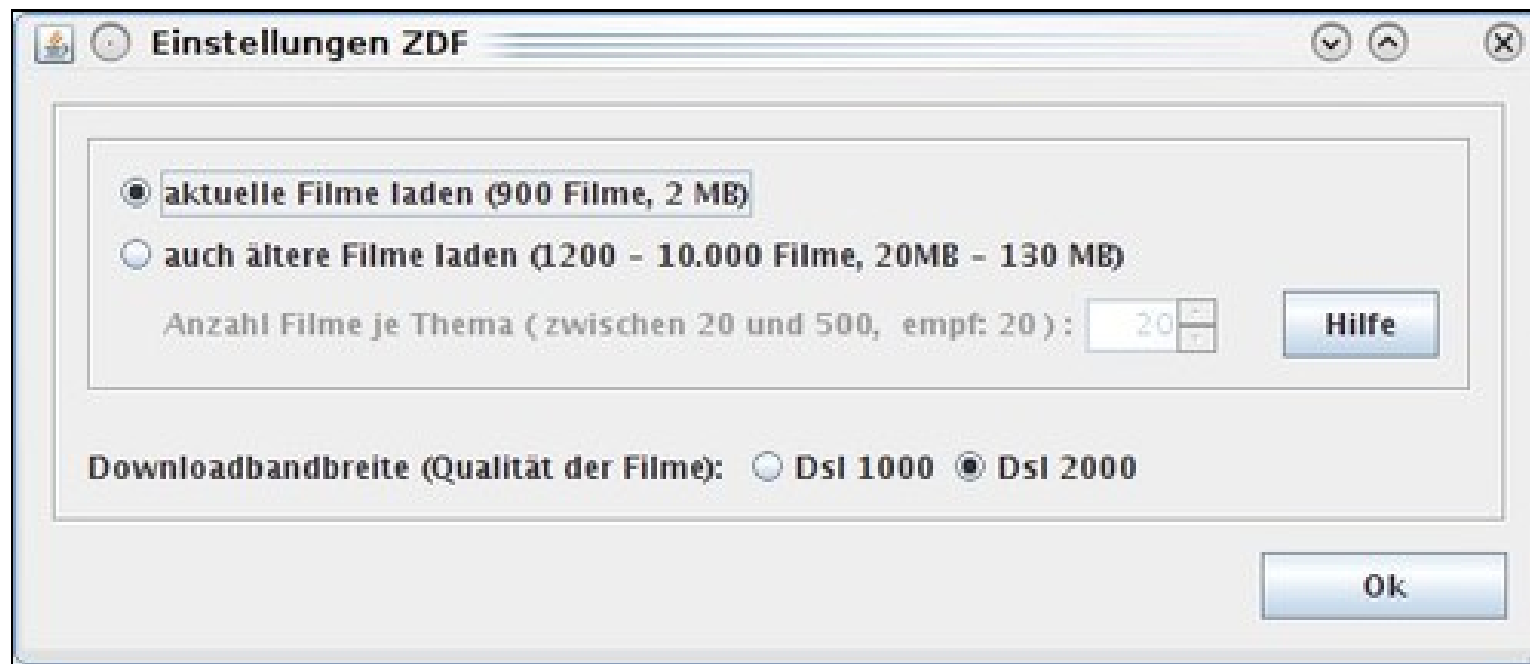 Einstellungen ZDF
aktuelle Filme laden (900 Filme, 2 MB)
auch ältere Filme laden (1200 - 10.000 Filme, 20MB - 130 MB)
Anzahl Filme je Thema ( zwischen 20 und 500, empf: 20 ) : 20
Hilfe
Downloadbandbreite (Qualität der Filme): Dsl 1000 Dsl 2000
Ok